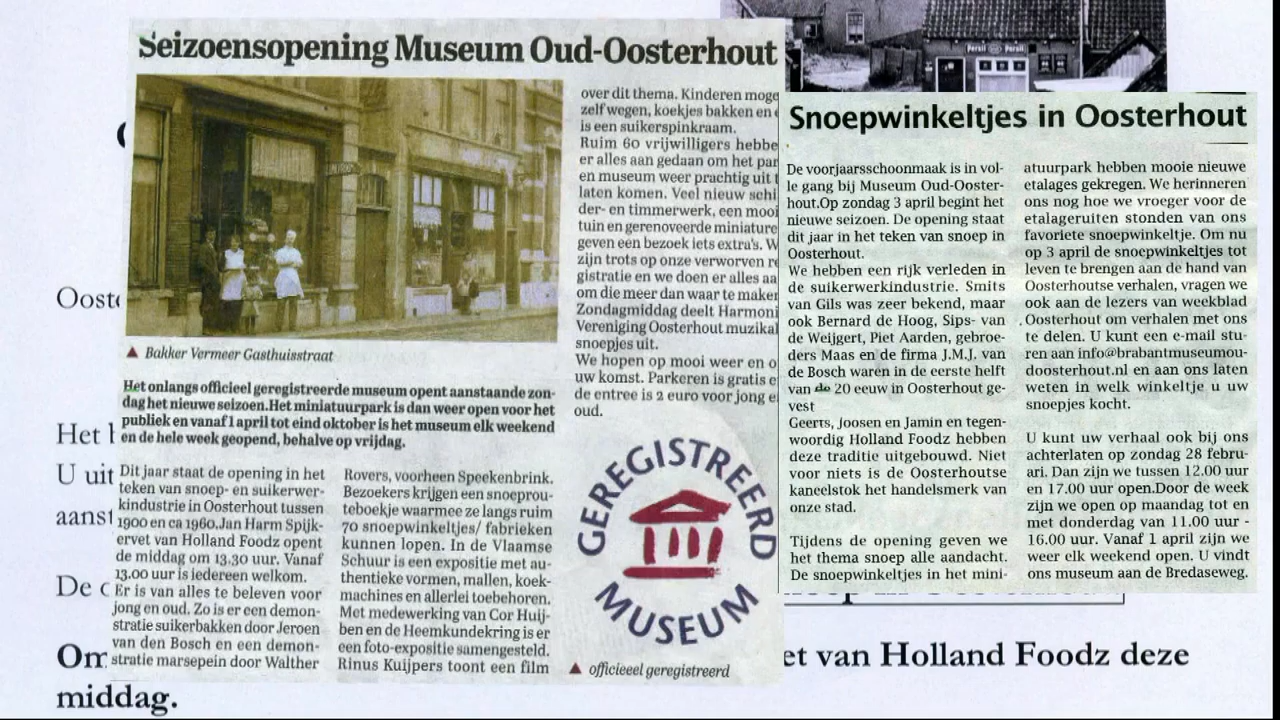 Seizoensopening Museum Oud-Oosterhout
▲ Bakker Vermeer Gasthuisstraat
Het onlangs officieel geregistreerde museum opent aanstaande zon-
dag het nieuwe seizoen.Het miniatuurpark is dan weer open voor het
publiek en vanaf 1 april tot eind oktober is het museum elk weekend
en de hele week geopend, behalve op vrijdag.
Dit jaar staat de opening in het
teken van snoep- en suikerwer-
kindustrie in Oosterhout tussen
1900 en ca 1960.Jan Harm Spijk-
ervet van Holland Foodz opent
de middag om 13.30 uur. Vanaf
13.00 uur is iedereen welkom.
Er is van alles te beleven voor
jong en oud. Zo is er een demon-
stratie suikerbakken door Jeroen
van den Bosch en een demon-
stratie marsepein door Walther
Rovers, voorheen Speekenbrink.
Bezoekers krijgen een snoeprou-
teboekje waarmee ze langs ruim
70 snoepwinkeltjes/ fabrieken
kunnen lopen. In de Vlaamse
Schuur is een expositie met au-
thentieke vormen, mallen, koek-
machines en allerlei toebehoren.
Met medewerking van Cor Huij-
ben en de Heemkundekring is er
een foto-expositie samengesteld.
Rinus Kuijpers toont een film
over dit thema. Kinderen moge
zelf wegen, koekjes bakken en
is een suikerspinkraam.
Ruim 60 vrijwilligers hebbe
er alles aan gedaan om het par
en museum weer prachtig uit t
laten komen. Veel nieuw schi
der- en timmerwerk, een mooi
tuin en gerenoveerde miniature
geven een bezoek iets extra's. W
zijn trots op onze verworven re
gistratie en we doen er alles aa
om die meer dan waar te maken
Zondagmiddag deelt Harmoni
Vereniging Oosterhout muzikal
snoepjes uit.
We hopen op mooi weer en o
uw komst. Parkeren is gratis e
de entree is 2 euro voor jong e
oud.
GEREGISTREERD
MUSEUM
▲ officieeel geregistreerd
Persil Persil
Snoepwinkeltjes in Oosterhout
De voorjaarsschoonmaak is in vol-
le gang bij Museum Oud-Ooster-
hout.Op zondag 3 april begint het
nieuwe seizoen. De opening staat
dit jaar in het teken van snoep in
Oosterhout.
We hebben een rijk verleden in
de suikerwerkindustrie. Smits
van Gils was zeer bekend, maar
ook Bernard de Hoog, Sips- van
de Weijgert, Piet Aarden, gebroe-
ders Maas en de firma J.M.J. van
de Bosch waren in de eerste helft
van de 20 eeuw in Oosterhout ge-
vest
Geerts, Joosen en Jamin en tegen-
woordig Holland Foodz hebben
deze traditie uitgebouwd. Niet
voor niets is de Oosterhoutse
kaneelstok het handelsmerk van
onze stad.
Tijdens de opening geven we
het thema snoep alle aandacht.
De snoepwinkeltjes in het mini-
atuurpark hebben mooie nieuwe
etalages gekregen. We herinneren
ons nog hoe we vroeger voor de
etalageruiten stonden van ons
favoriete snoepwinkeltje. Om nu
op 3 april de snoepwinkeltjes tot
leven te brengen aan de hand van
Oosterhoutse verhalen, vragen we
ook aan de lezers van weekblad
Oosterhout om verhalen met ons
te delen. U kunt een e-mail stu-
ren aan info@brabantmuseumou-
doosterhout.nl en aan ons laten
weten in welk winkeltje u uw
snoepjes kocht.
U kunt uw verhaal ook bij ons
achterlaten op zondag 28 febru-
ari. Dan zijn we tussen 12.00 uur
en 17.00 uur open.Door de week
zijn we open op maandag tot en
met donderdag van 11.00 uur -
16.00 uur. Vanaf 1 april zijn we
weer elk weekend open. U vindt
ons museum aan de Bredaseweg.
Oost
Het
U uit
aanst
De
Om
et van Holland Foodz deze
middag.